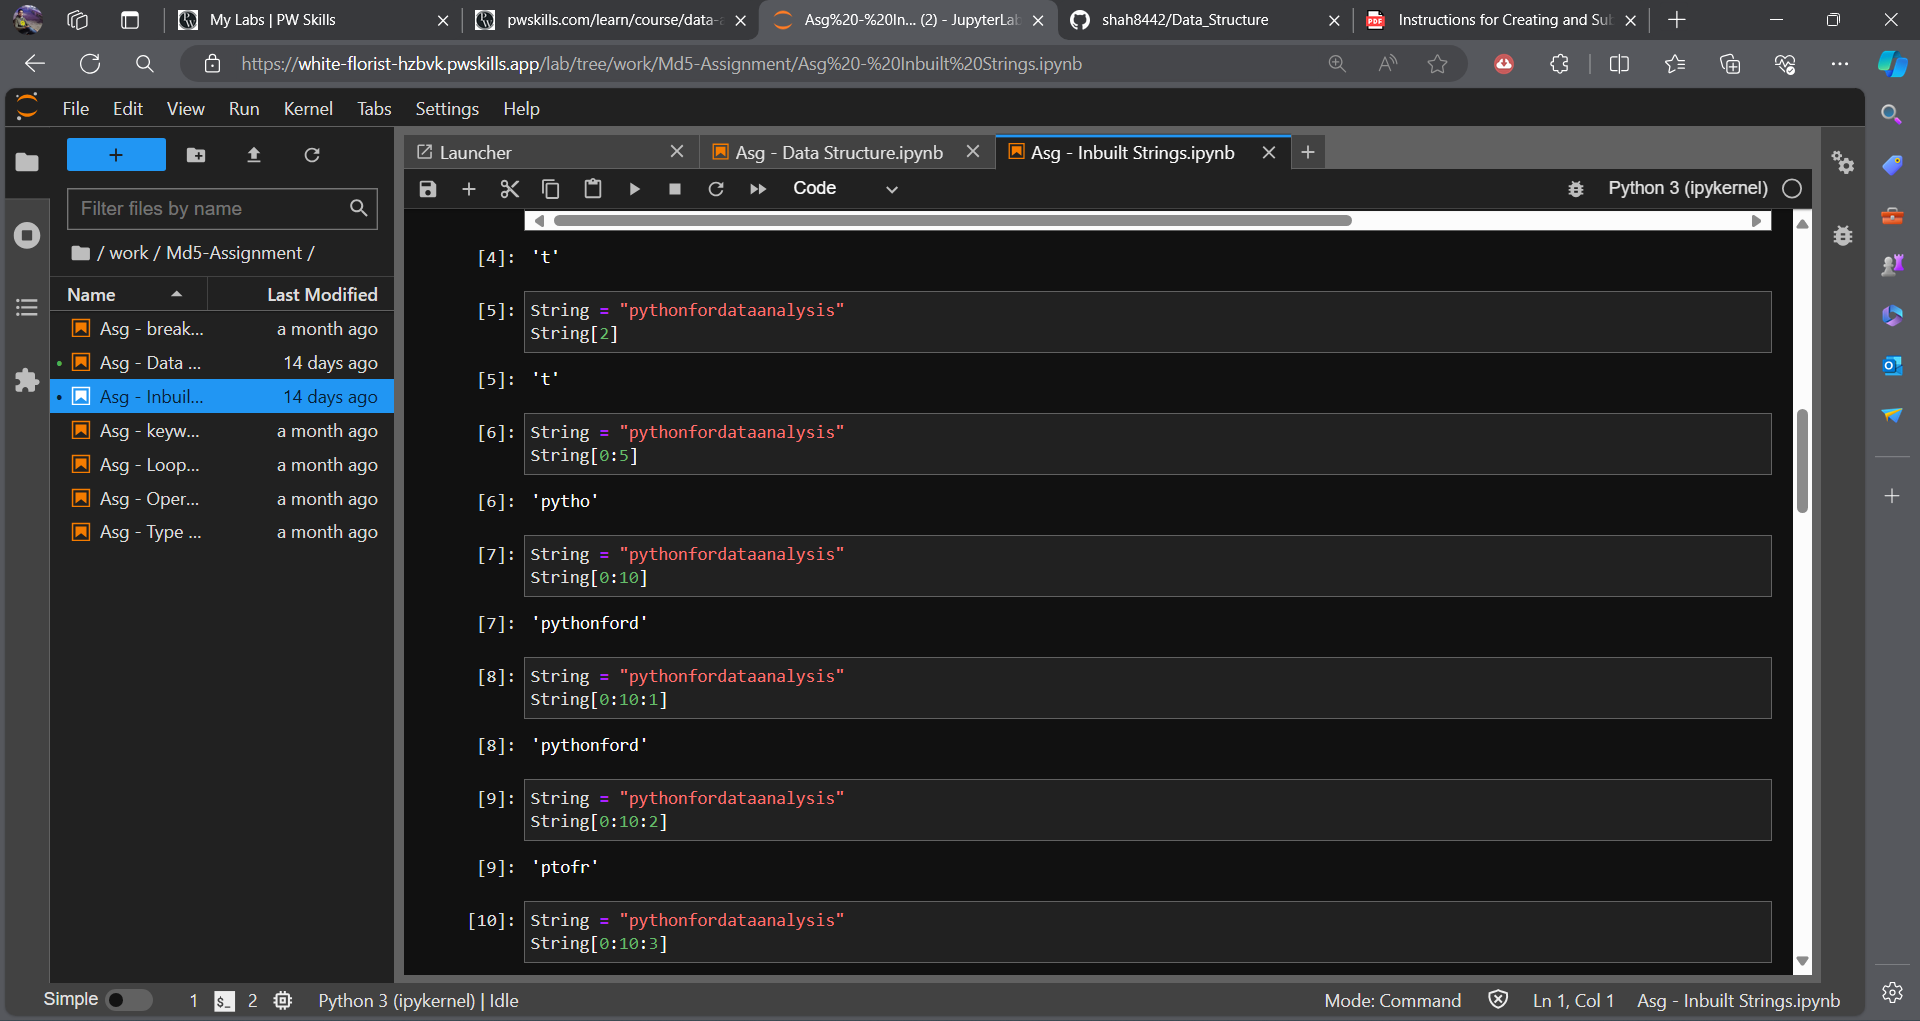 My Labs | PW Skills
pwskills.com/learn/course/data-a
Asg%20-%20In... (2) - JupyterLab
shah8442/Data_Structure
Instructions for Creating and Sub
https://white-florist-hzbvk.pwskills.app/lab/tree/work/Md5-Assignment/Asg%20-%20Inbuilt%20Strings.ipynb
File Edit View Run Kernel Tabs Settings Help
Launcher
Asg - Data Structure.ipynb
Asg - Inbuilt Strings.ipynb
Code
Python 3 (ipykernel)
Filter files by name
/ work / Md5-Assignment /
Name Last Modified
Asg - break... a month ago
Asg - Data ... 14 days ago
Asg - Inbuil... 14 days ago
Asg - keyw... a month ago
Asg - Loop... a month ago
Asg - Oper... a month ago
Asg - Type ... a month ago
[4]: 't'
[5]: String = "pythonfordataanalysis"
String[2]
[5]: 't'
[6]: String = "pythonfordataanalysis"
String[0:5]
[6]: 'pytho'
[7]: String = "pythonfordataanalysis"
String[0:10]
[7]: 'pythonford'
[8]: String = "pythonfordataanalysis"
String[0:10:1]
[8]: 'pythonford'
[9]: String = "pythonfordataanalysis"
String[0:10:2]
[9]: 'ptofr'
[10]: String = "pythonfordataanalysis"
String[0:10:3]
Simple 1 2 Python 3 (ipykernel) | Idle
Mode: Command Ln 1, Col 1 Asg - Inbuilt Strings.ipynb